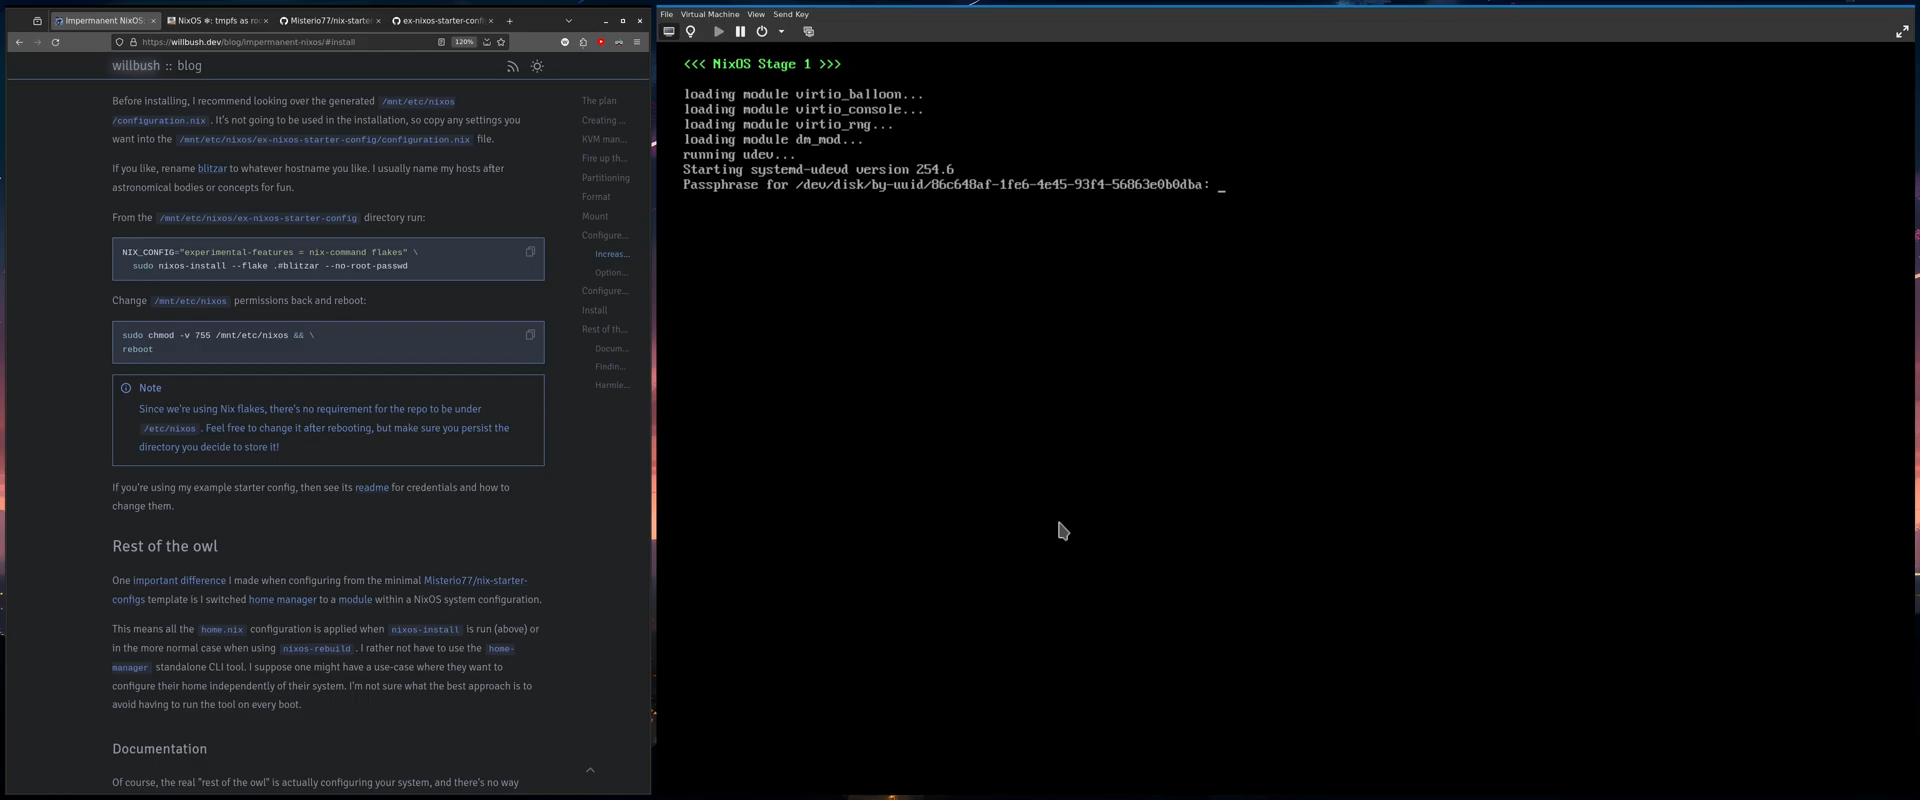 Impermanent NixOS:
NixOS ❄: tmpfs as roo
Misterio77/nix-starte
ex-nixos-starter-confi
https://willbush.dev/blog/impermanent-nixos/#install
120%
willbush :: blog
Before installing, I recommend looking over the generated /mnt/etc/nixos
/configuration.nix . It's not going to be used in the installation, so copy any settings you
want into the /mnt/etc/nixos/ex-nixos-starter-config/configuration.nix file.
If you like, rename blitzar to whatever hostname you like. I usually name my hosts after
astronomical bodies or concepts for fun.
From the /mnt/etc/nixos/ex-nixos-starter-config directory run:
NIX_CONFIG="experimental-features = nix-command flakes" \
sudo nixos-install --flake .#blitzar --no-root-passwd
Change /mnt/etc/nixos permissions back and reboot:
sudo chmod -v 755 /mnt/etc/nixos && \
reboot
Note
Since we're using Nix flakes, there's no requirement for the repo to be under
/etc/nixos . Feel free to change it after rebooting, but make sure you persist the
directory you decide to store it!
If you're using my example starter config, then see its readme for credentials and how to
change them.
Rest of the owl
One important difference I made when configuring from the minimal Misterio77/nix-starter-
configs template is I switched home manager to a module within a NixOS system configuration.
This means all the home.nix configuration is applied when nixos-install is run (above) or
in the more normal case when using nixos-rebuild . I rather not have to use the home-
manager standalone CLI tool. I suppose one might have a use-case where they want to
configure their home independently of their system. I'm not sure what the best approach is to
avoid having to run the tool on every boot.
Documentation
Of course, the real "rest of the owl" is actually configuring your system, and there's no way
The plan
Creating ...
KVM man...
Fire up th...
Partitioning
Format
Mount
Configure...
Increas...
Option...
Configure...
Install
Rest of th...
Docum...
Findin...
Harmle...
File Virtual Machine View Send Key
<<< NixOS Stage 1 >>>
loading module virtio_balloon...
loading module virtio_console...
loading module virtio_rng...
loading module dm_mod...
running udev...
Starting systemd-udevd version 254.6
Passphrase for /dev/disk/by-uuid/86c648af-1fe6-4e45-93f4-56863e0b0dba: _